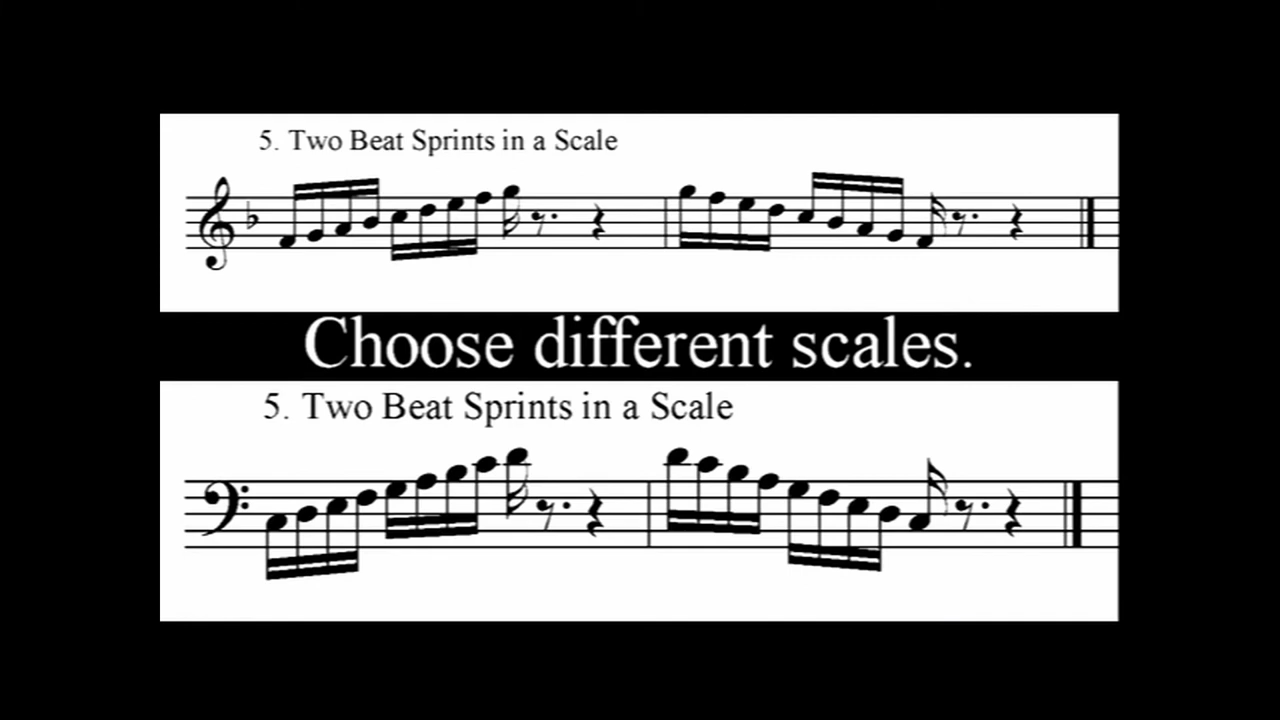 5. Two Beat Sprints in a Scale
Choose different scales.
5. Two Beat Sprints in a Scale